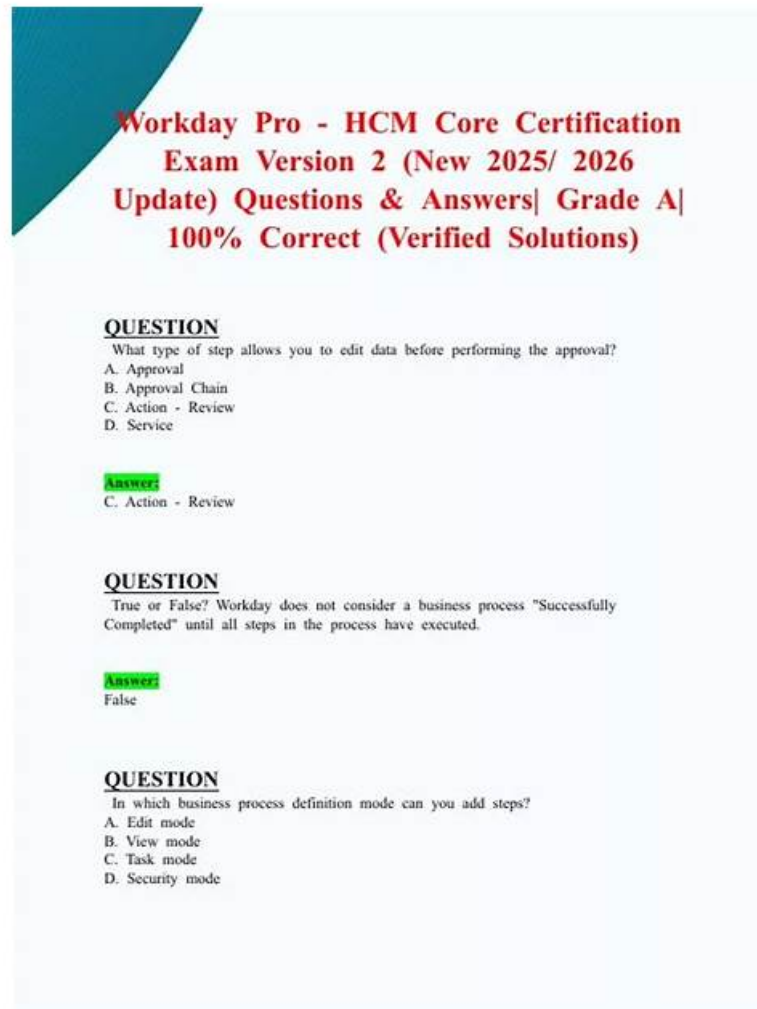 Workday Pro - HCM Core Certification
Exam Version 2 (New 2025/ 2026
Update) Questions & Answers| Grade A|
100% Correct (Verified Solutions)
QUESTION
What type of step allows you to edit data before performing the approval?
A. Approval
B. Approval Chain
C. Action - Review
D. Service
Answer:
C. Action - Review
QUESTION
True or False? Workday does not consider a business process "Successfully
Completed" until all steps in the process have executed.
Answer:
False
QUESTION
In which business process definition mode can you add steps?
A. Edit mode
B. View mode
C. Task mode
D. Security mode